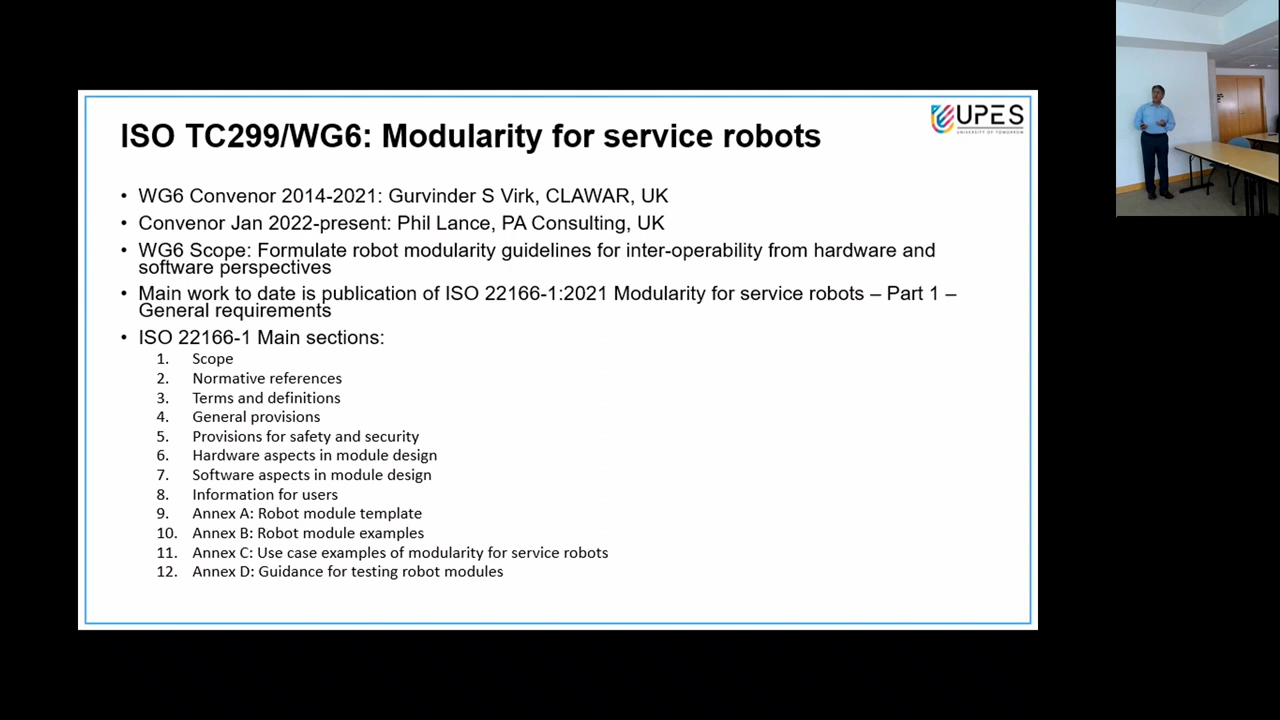 ISO TC299/WG6: Modularity for service robots
UPES
UNIVERSITY OF TOMORROW
• WG6 Convenor 2014-2021: Gurvinder S Virk, CLAWAR, UK
• Convenor Jan 2022-present: Phil Lance, PA Consulting, UK
• WG6 Scope: Formulate robot modularity guidelines for inter-operability from hardware and
software perspectives
• Main work to date is publication of ISO 22166-1:2021 Modularity for service robots – Part 1 –
General requirements
• ISO 22166-1 Main sections:
1. Scope
2. Normative references
3. Terms and definitions
4. General provisions
5. Provisions for safety and security
6. Hardware aspects in module design
7. Software aspects in module design
8. Information for users
9. Annex A: Robot module template
10. Annex B: Robot module examples
11. Annex C: Use case examples of modularity for service robots
12. Annex D: Guidance for testing robot modules